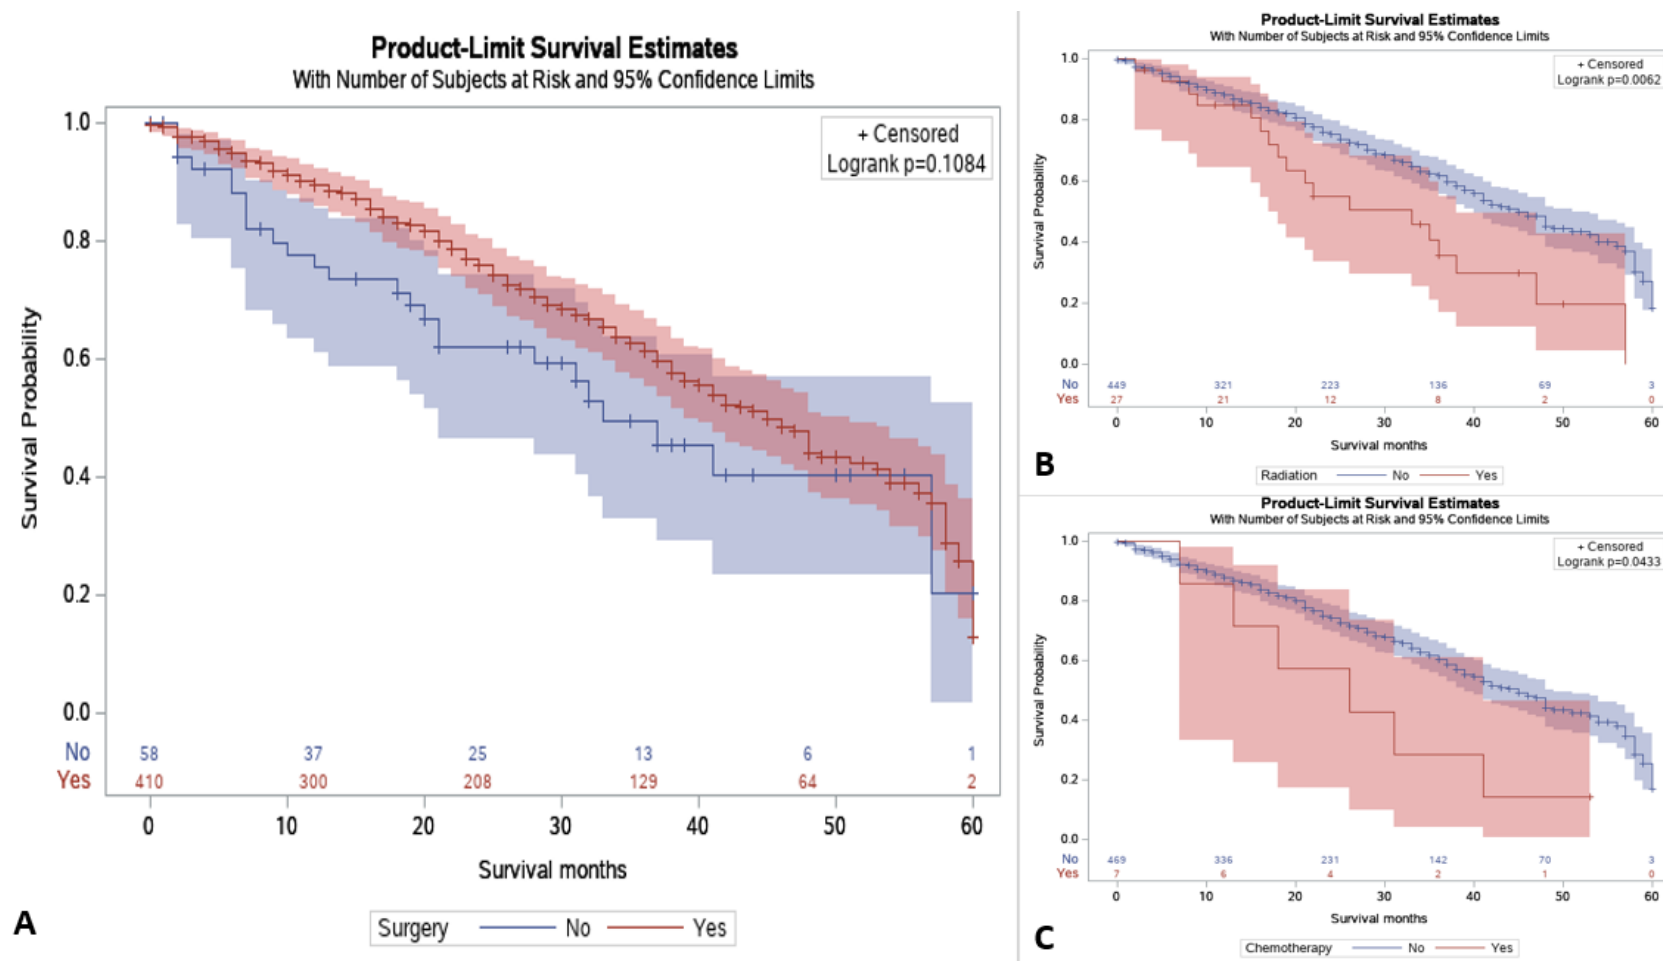 Product-Limit Survival Estimates
With Number of Subjects at Risk and 95% Confidence Limits
+ Censored
Logrank p=0.1084
1.0
0.8
0.6
0.4
0.2
0.0
Survival Probability
No 58 37 25 13 6 1
Yes 410 300 208 129 64 2
0 10 20 30 40 50 60
Survival months
Surgery No Yes
A
Product-Limit Survival Estimates
With Number of Subjects at Risk and 95% Confidence Limits
+ Censored
Logrank p=0.0062
1.0
0.8
0.6
0.4
0.2
0.0
Survival Probability
No 449 321 223 136 69 3
Yes 27 21 12 8 2 0
0 10 20 30 40 50 60
Survival months
Radiation No Yes
B
Product-Limit Survival Estimates
With Number of Subjects at Risk and 95% Confidence Limits
+ Censored
Logrank p=0.0433
1.0
0.8
0.6
0.4
0.2
0.0
Survival Probability
No 469 336 231 142 70 3
Yes 7 6 4 2 1 0
0 10 20 30 40 50 60
Survival months
Chemotherapy No Yes
C